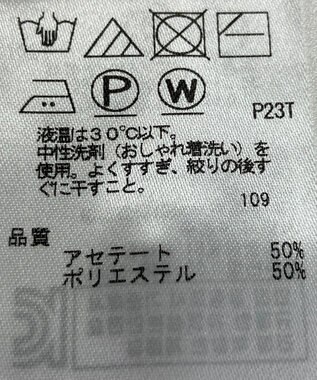 P W
P23T
液温は30℃以下。
中性洗剤（おしゃれ着洗い）を
使用。よくすすぎ、絞りの後す
ぐに干すこと。
109
品質
アセテート 50%
ポリエステル 50%